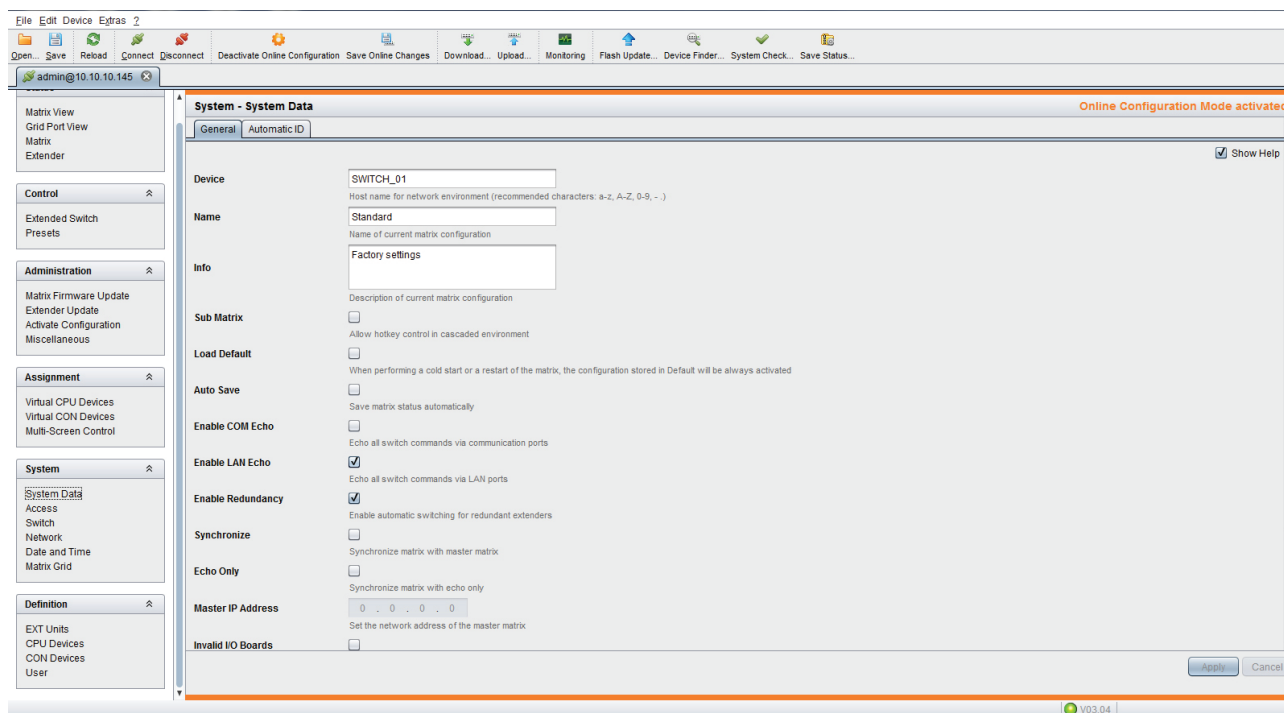 File Edit Device Extras ?
Open... Save Reload Connect Disconnect Deactivate Online Configuration Save Online Changes Download... Upload... Monitoring Flash Update... Device Finder... System Check... Save Status...
admin@10.10.10.145
Status
Matrix View
Grid Port View
Matrix
Extender
Control
Extended Switch
Presets
Administration
Matrix Firmware Update
Extender Update
Activate Configuration
Miscellaneous
Assignment
Virtual CPU Devices
Virtual CON Devices
Multi-Screen Control
System
System Data
Access
Switch
Network
Date and Time
Matrix Grid
Definition
EXT Units
CPU Devices
CON Devices
User
System - System Data
Online Configuration Mode activated
General Automatic ID
Show Help
Device SWITCH_01
Host name for network environment (recommended characters: a-z, A-Z, 0-9, - .)
Name Standard
Name of current matrix configuration
Info Factory settings
Description of current matrix configuration
Sub Matrix
Allow hotkey control in cascaded environment
Load Default
When performing a cold start or a restart of the matrix, the configuration stored in Default will be always activated
Auto Save
Save matrix status automatically
Enable COM Echo
Echo all switch commands via communication ports
Enable LAN Echo
Echo all switch commands via LAN ports
Enable Redundancy
Enable automatic switching for redundant extenders
Synchronize
Synchronize matrix with master matrix
Echo Only
Synchronize matrix with echo only
Master IP Address 0 . 0 . 0 . 0
Set the network address of the master matrix
Invalid I/O Boards
Apply Cancel
V03.04